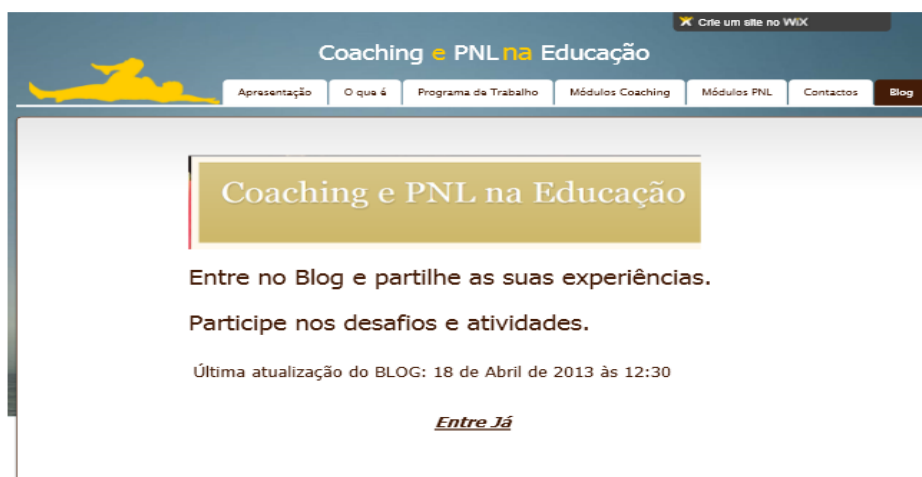 Crie um site no WiX
Coaching e PNL na Educação
Apresentação
O que é
Programa de Trabalho
Módulos Coaching
Módulos PNL
Contactos
Blog
Coaching e PNL na Educação
Entre no Blog e partilhe as suas experiências.
Participe nos desafios e atividades.
Última atualização do BLOG: 18 de Abril de 2013 às 12:30
Entre Já